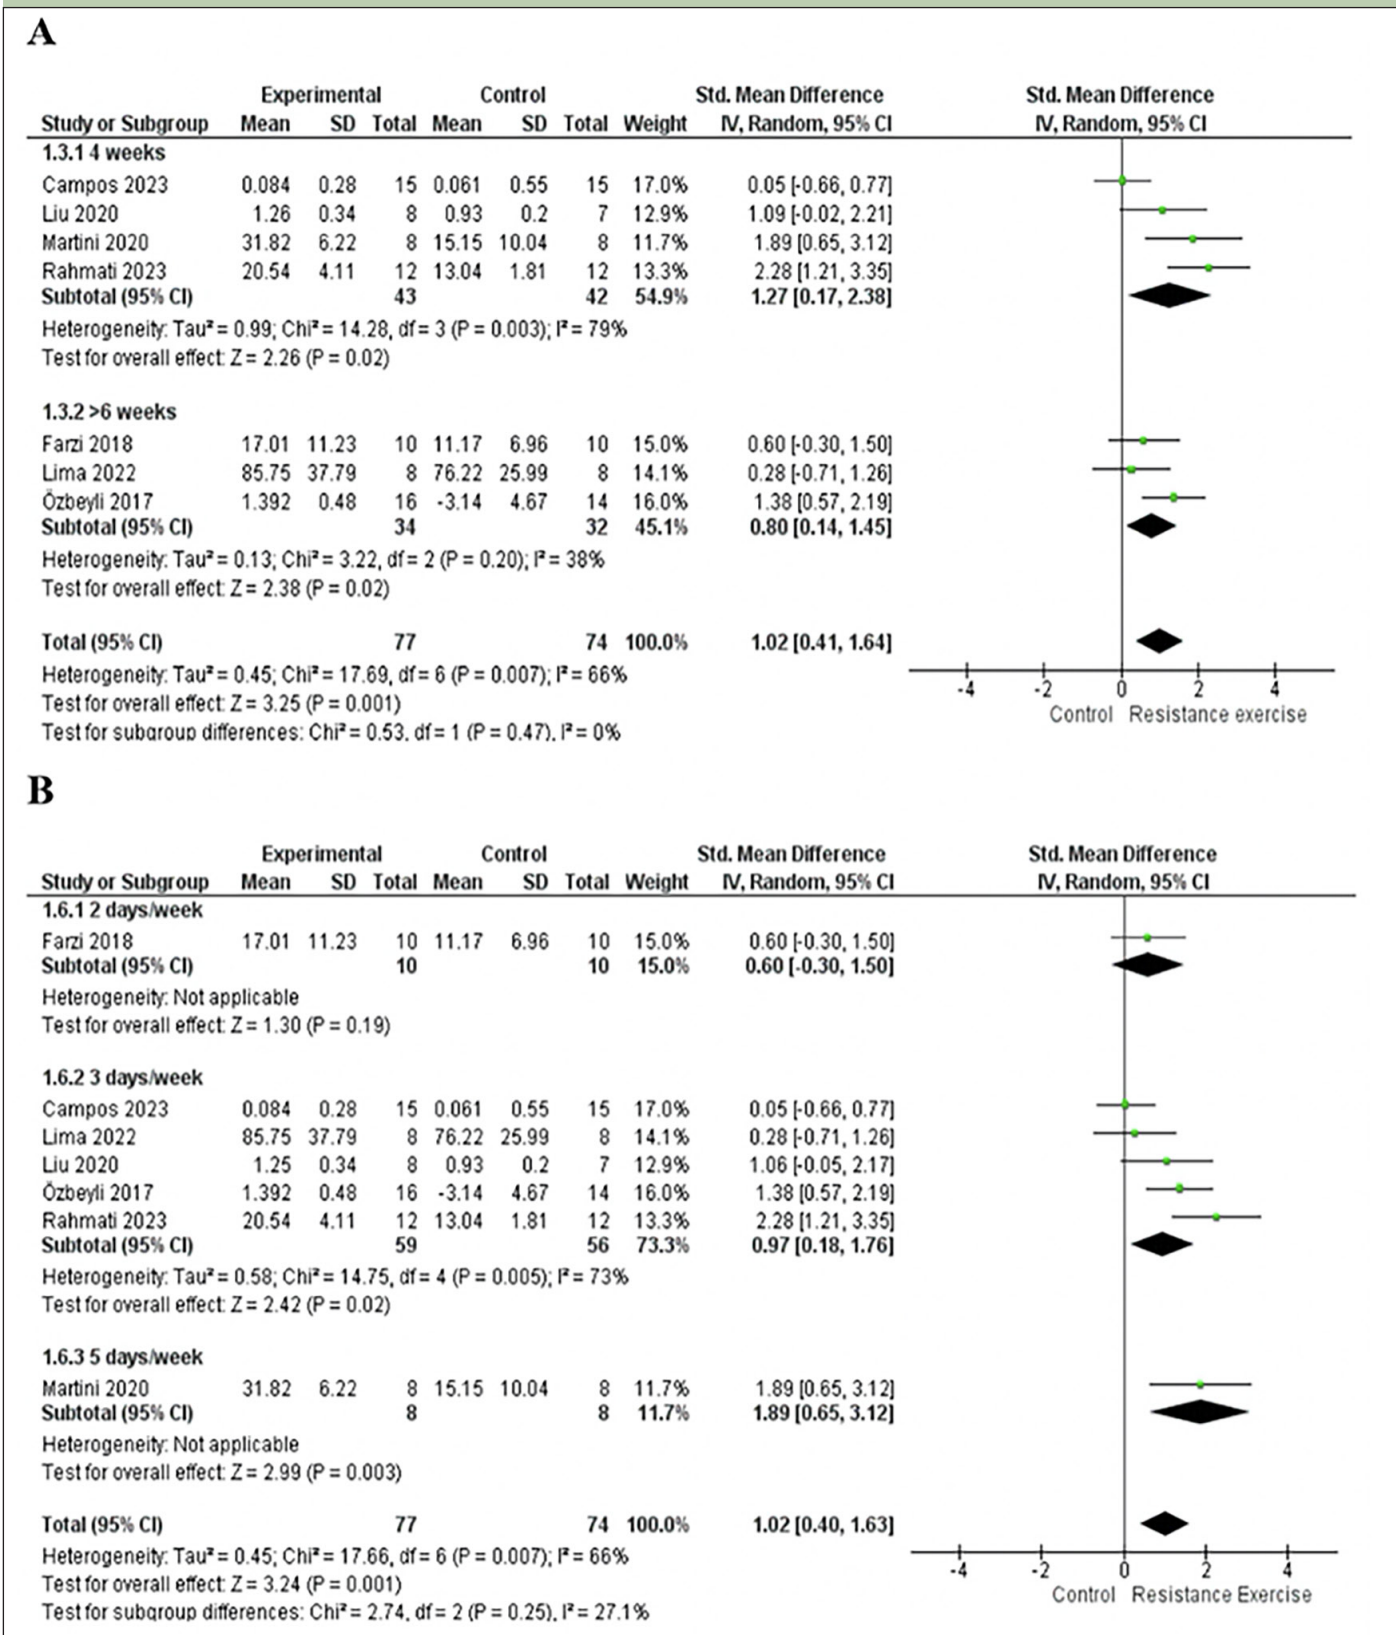 A
Experimental Control Std. Mean Difference Std. Mean Difference
Study or Subgroup Mean SD Total Mean SD Total Weight IV, Random, 95% CI IV, Random, 95% CI
1.3.1 4 weeks
Campos 2023 0.084 0.28 15 0.061 0.55 15 17.0% 0.05 [-0.66, 0.77]
Liu 2020 1.26 0.34 8 0.93 0.2 7 12.9% 1.09 [-0.02, 2.21]
Martini 2020 31.82 6.22 8 15.15 10.04 8 11.7% 1.89 [0.65, 3.12]
Rahmati 2023 20.54 4.11 12 13.04 1.81 12 13.3% 2.28 [1.21, 3.35]
Subtotal (95% CI) 43 42 54.9% 1.27 [0.17, 2.38]
Heterogeneity: Tau² = 0.99; Chi² = 14.28, df = 3 (P = 0.003); I² = 79%
Test for overall effect: Z = 2.26 (P = 0.02)
1.3.2 >6 weeks
Farzi 2018 17.01 11.23 10 11.17 6.96 10 15.0% 0.60 [-0.30, 1.50]
Lima 2022 85.75 37.79 8 76.22 25.99 8 14.1% 0.28 [-0.71, 1.26]
Özbeyli 2017 1.392 0.48 16 -3.14 4.67 14 16.0% 1.38 [0.57, 2.19]
Subtotal (95% CI) 34 32 45.1% 0.80 [0.14, 1.45]
Heterogeneity: Tau² = 0.13; Chi² = 3.22, df = 2 (P = 0.20); I² = 38%
Test for overall effect: Z = 2.38 (P = 0.02)
Total (95% CI) 77 74 100.0% 1.02 [0.41, 1.64]
Heterogeneity: Tau² = 0.45; Chi² = 17.69, df = 6 (P = 0.007); I² = 66%
Test for overall effect: Z = 3.25 (P = 0.001)
Test for subgroup differences: Chi² = 0.53, df = 1 (P = 0.47), I² = 0%
-4 -2 0 2 4
Control Resistance exercise
B
Experimental Control Std. Mean Difference Std. Mean Difference
Study or Subgroup Mean SD Total Mean SD Total Weight IV, Random, 95% CI IV, Random, 95% CI
1.6.1 2 days/week
Farzi 2018 17.01 11.23 10 11.17 6.96 10 15.0% 0.60 [-0.30, 1.50]
Subtotal (95% CI) 10 10 15.0% 0.60 [-0.30, 1.50]
Heterogeneity: Not applicable
Test for overall effect: Z = 1.30 (P = 0.19)
1.6.2 3 days/week
Campos 2023 0.084 0.28 15 0.061 0.55 15 17.0% 0.05 [-0.66, 0.77]
Lima 2022 85.75 37.79 8 76.22 25.99 8 14.1% 0.28 [-0.71, 1.26]
Liu 2020 1.25 0.34 8 0.93 0.2 7 12.9% 1.06 [-0.05, 2.17]
Özbeyli 2017 1.392 0.48 16 -3.14 4.67 14 16.0% 1.38 [0.57, 2.19]
Rahmati 2023 20.54 4.11 12 13.04 1.81 12 13.3% 2.28 [1.21, 3.35]
Subtotal (95% CI) 59 56 73.3% 0.97 [0.18, 1.76]
Heterogeneity: Tau² = 0.58; Chi² = 14.75, df = 4 (P = 0.005); I² = 73%
Test for overall effect: Z = 2.42 (P = 0.02)
1.6.3 5 days/week
Martini 2020 31.82 6.22 8 15.15 10.04 8 11.7% 1.89 [0.65, 3.12]
Subtotal (95% CI) 8 8 11.7% 1.89 [0.65, 3.12]
Heterogeneity: Not applicable
Test for overall effect: Z = 2.99 (P = 0.003)
Total (95% CI) 77 74 100.0% 1.02 [0.40, 1.63]
Heterogeneity: Tau² = 0.45; Chi² = 17.66, df = 6 (P = 0.007); I² = 66%
Test for overall effect: Z = 3.24 (P = 0.001)
Test for subgroup differences: Chi² = 2.74, df = 2 (P = 0.25), I² = 27.1%
-4 -2 0 2 4
Control Resistance Exercise